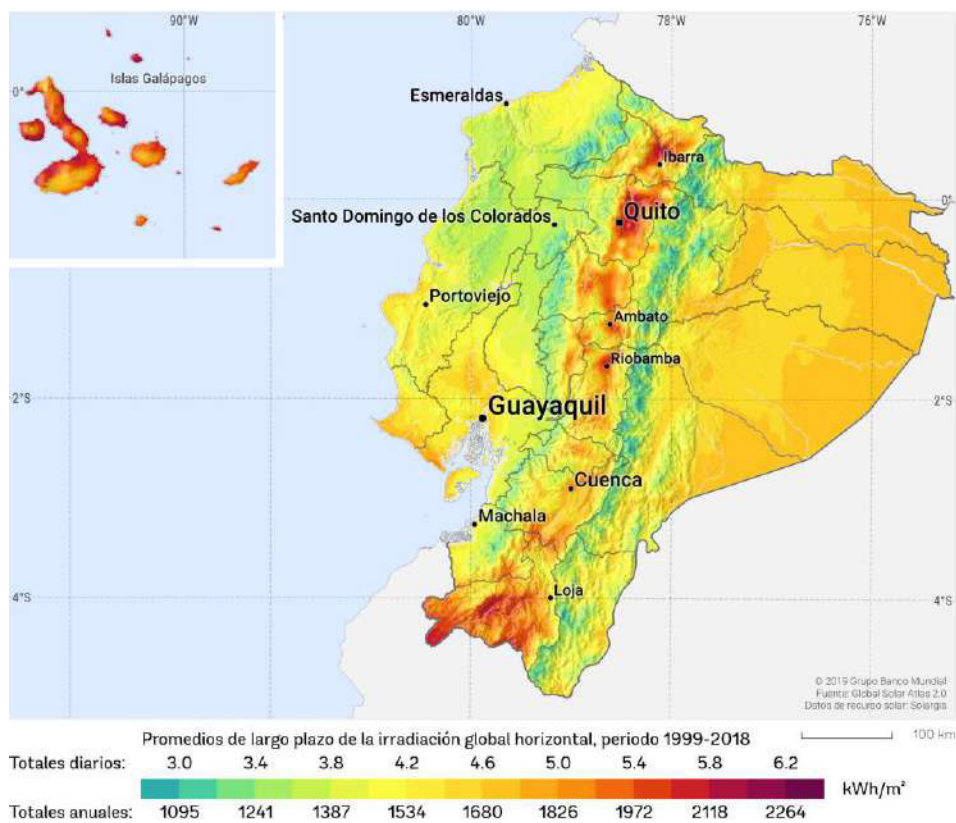 90°W
80°W
78°W
76°W
Islas Galápagos
0°
Esmeraldas
Ibarra
0°
Santo Domingo de los Colorados
Quito
Portoviejo
Ambato
Riobamba
2°S
2°S
Guayaquil
Cuenca
Machala
4°S
Loja
4°S
© 2019 Grupo Banco Mundial
Fuente: Global Solar Atlas 2.0
Datos de recurso solar: Solargis
Promedios de largo plazo de la irradiación global horizontal, periodo 1999-2018
100 km
Totales diarios: 3.0 3.4 3.8 4.2 4.6 5.0 5.4 5.8 6.2
kWh/m²
Totales anuales: 1095 1241 1387 1534 1680 1826 1972 2118 2264